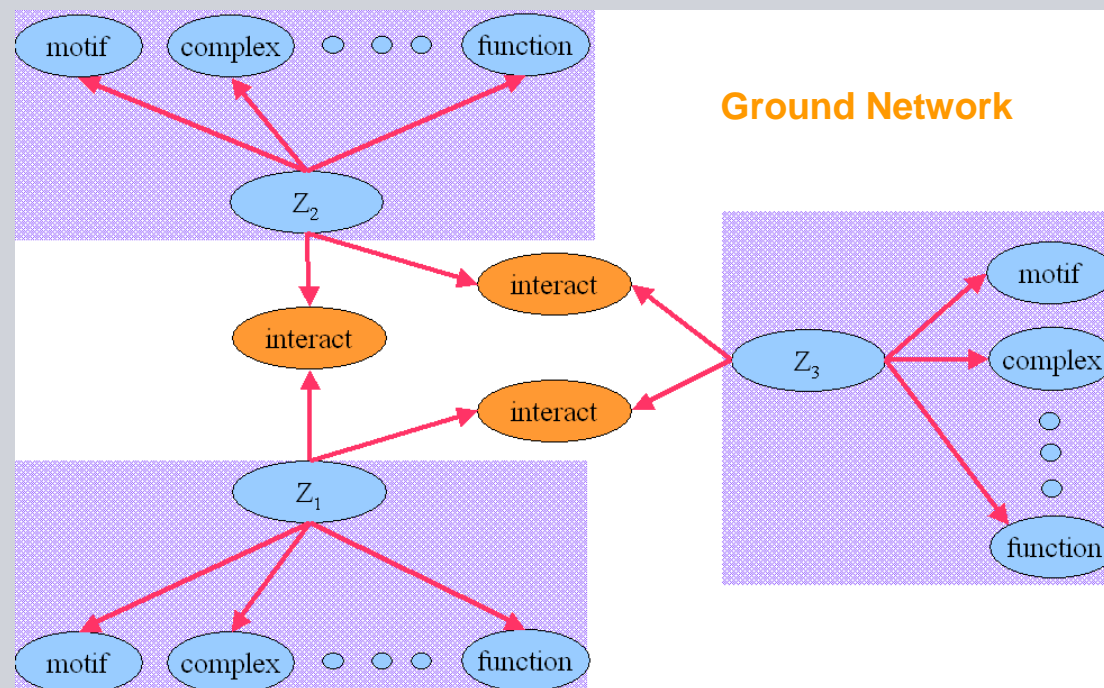 motif complex function
Ground Network
Z2
interact
motif
interact
Z3
complex
interact
Z1
function
motif complex function